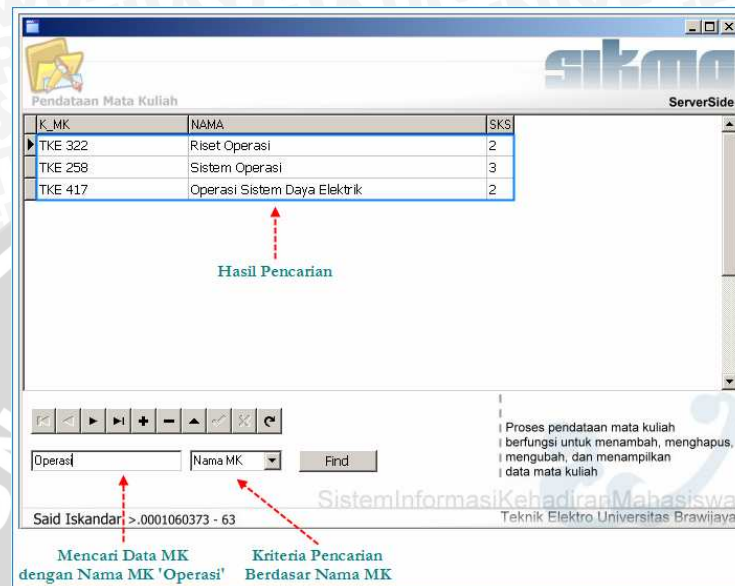 sikma
Pendataan Mata Kuliah
ServerSide
K_MK NAMA SKS
TKE 322 Riset Operasi 2
TKE 258 Sistem Operasi 3
TKE 417 Operasi Sistem Daya Elektrik 2
Hasil Pencarian
Proses pendataan mata kuliah
berfungsi untuk menambah, menghapus,
mengubah, dan menampilkan
data mata kuliah
Operasi Nama MK Find
SistemInformasiKehadiranMahasiswa
Said Iskandar >.0001060373 - 63
Teknik Elektro Universitas Brawijaya
Mencari Data MK
dengan Nama MK 'Operasi'
Kriteria Pencarian
Berdasar Nama MK